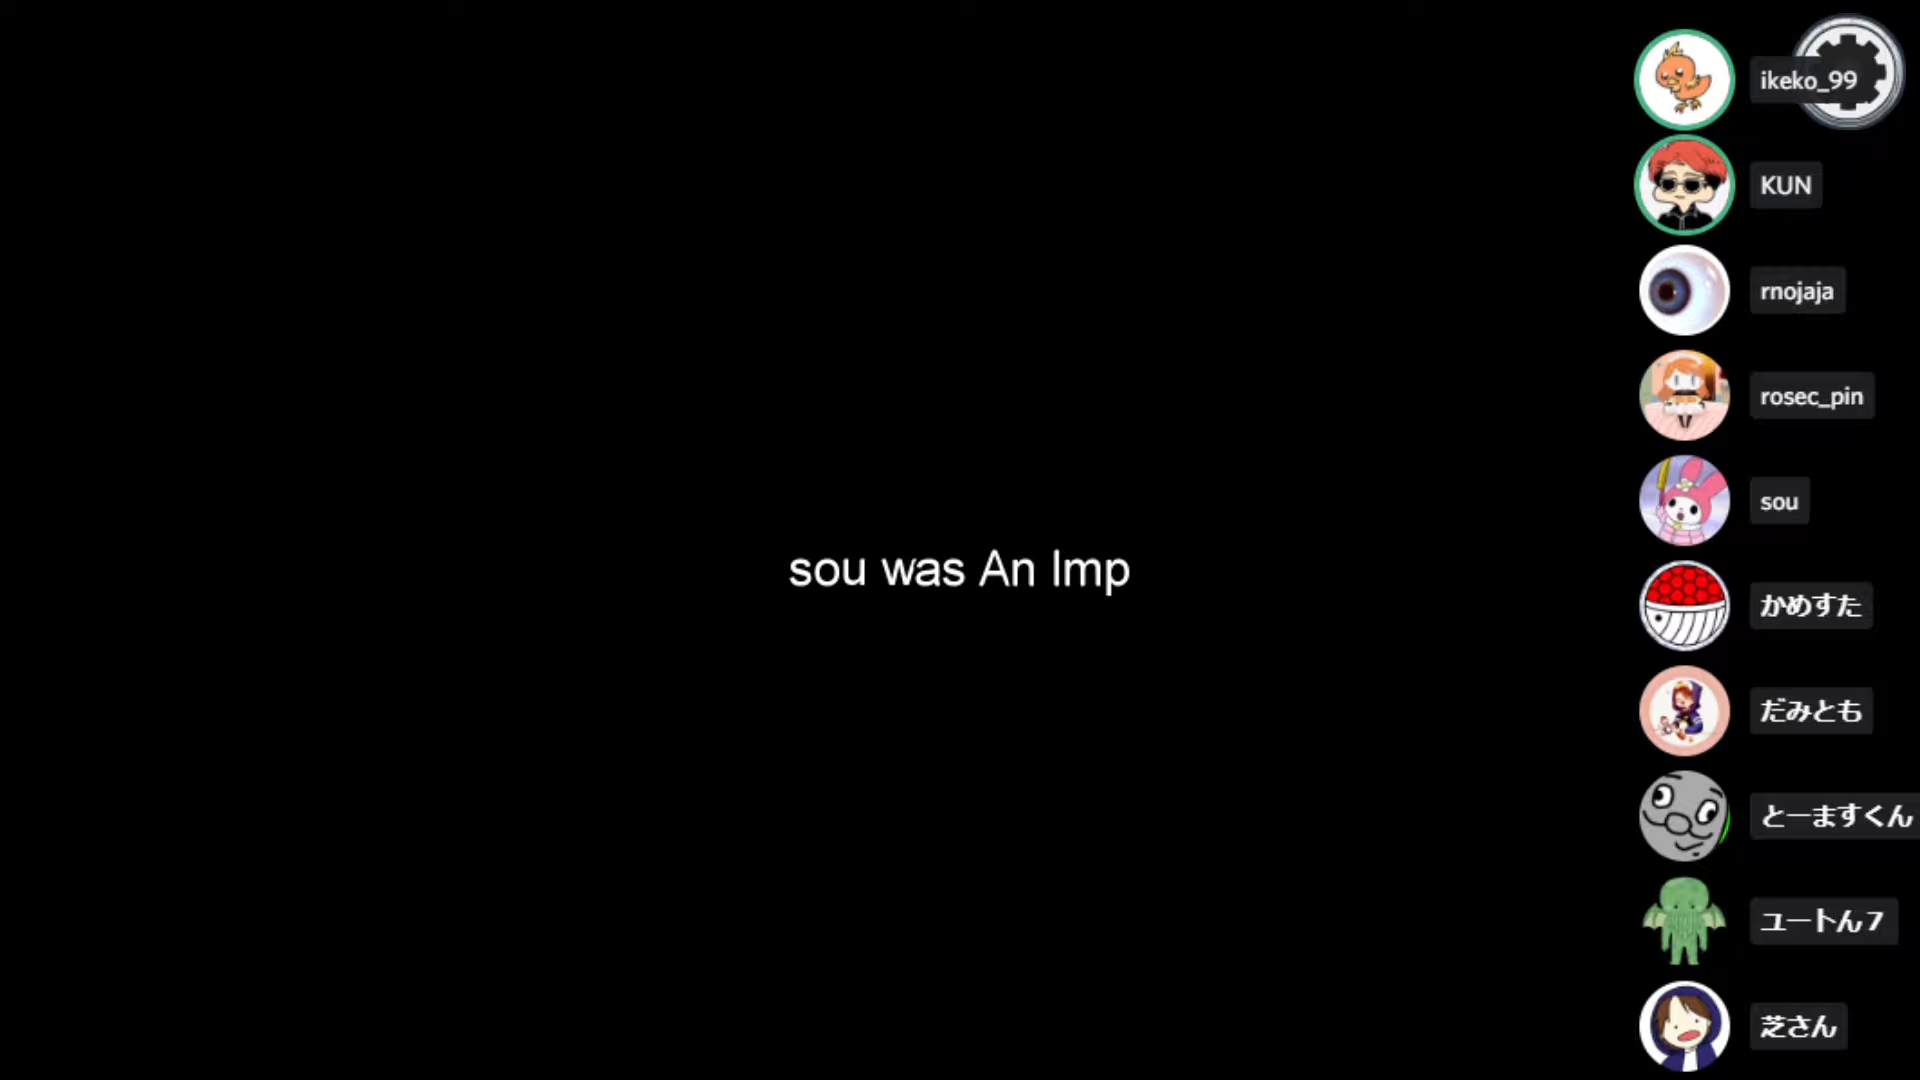 ikeko_99
KUN
rnojaja
rosec_pin
sou
sou was An Imp
かめすた
だみとも
とーますくん
ユートん7
芝さん